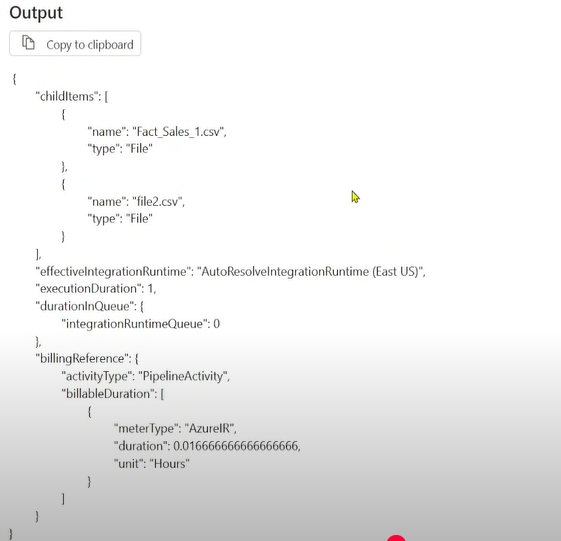 Output
Copy to clipboard
{
"childItems": [
{
"name": "Fact_Sales_1.csv",
"type": "File"
},
{
"name": "file2.csv",
"type": "File"
}
],
"effectiveIntegrationRuntime": "AutoResolveIntegrationRuntime (East US)",
"executionDuration": 1,
"durationInQueue": {
"integrationRuntimeQueue": 0
},
"billingReference": {
"activityType": "PipelineActivity",
"billableDuration": [
{
"meterType": "AzureIR",
"duration": 0.016666666666666666,
"unit": "Hours"
}
]
}
}